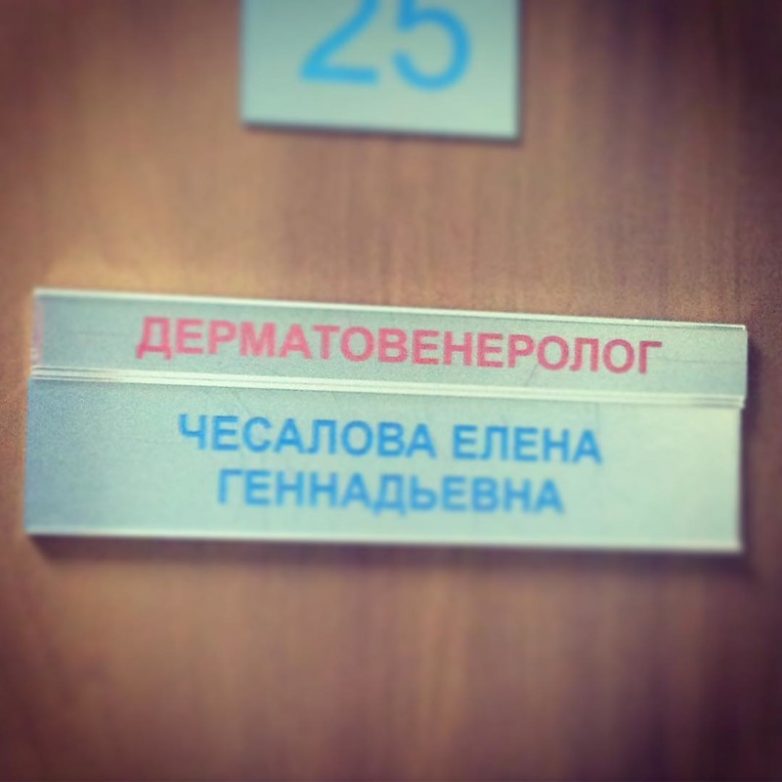 25
ДЕРМАТОВЕНЕРОЛОГ
ЧЕСАЛОВА ЕЛЕНА
ГЕННАДЬЕВНА